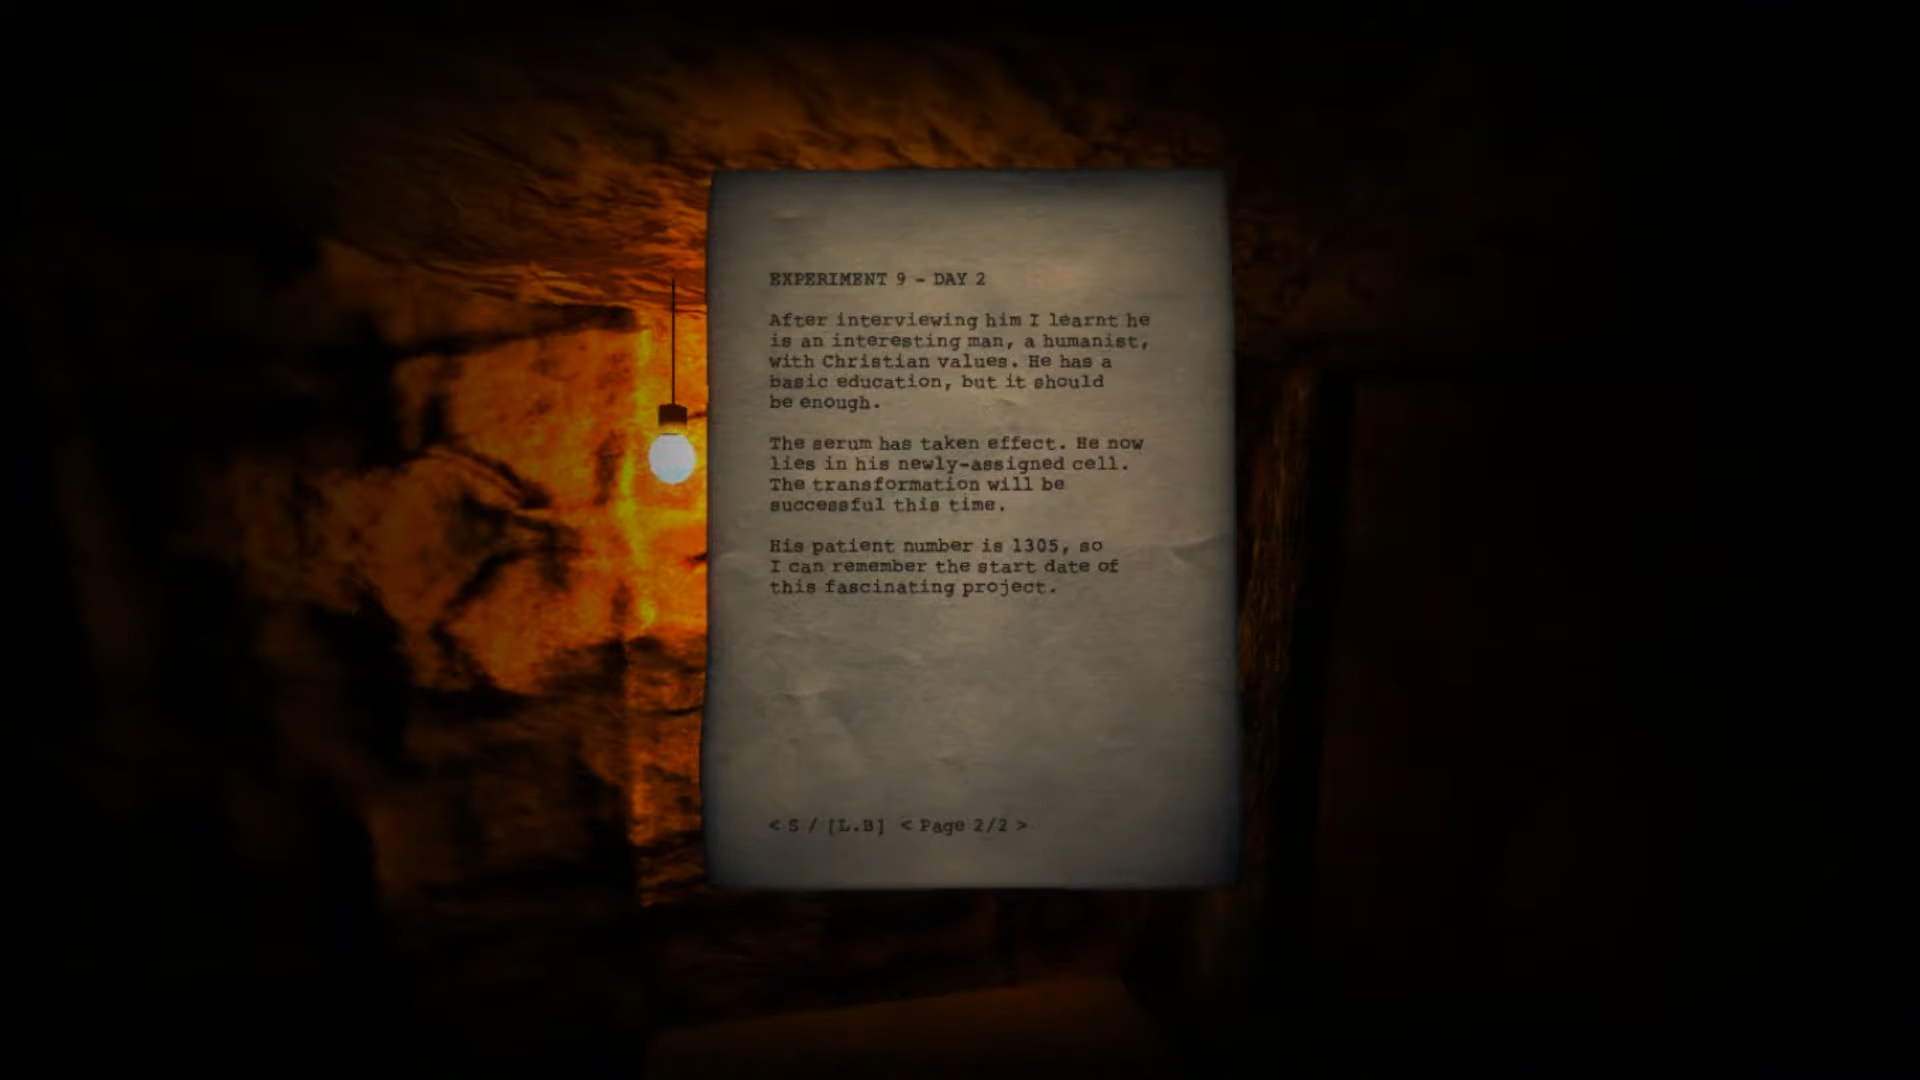 EXPERIMENT 9 - DAY 2
After interviewing him I learnt he
is an interesting man, a humanist,
with Christian values. He has a
basic education, but it should
be enough.
The serum has taken effect. He now
lies in his newly-assigned cell.
The transformation will be
successful this time.
His patient number is 1305, so
I can remember the start date of
this fascinating project.
< S / [L.B] < Page 2/2 >